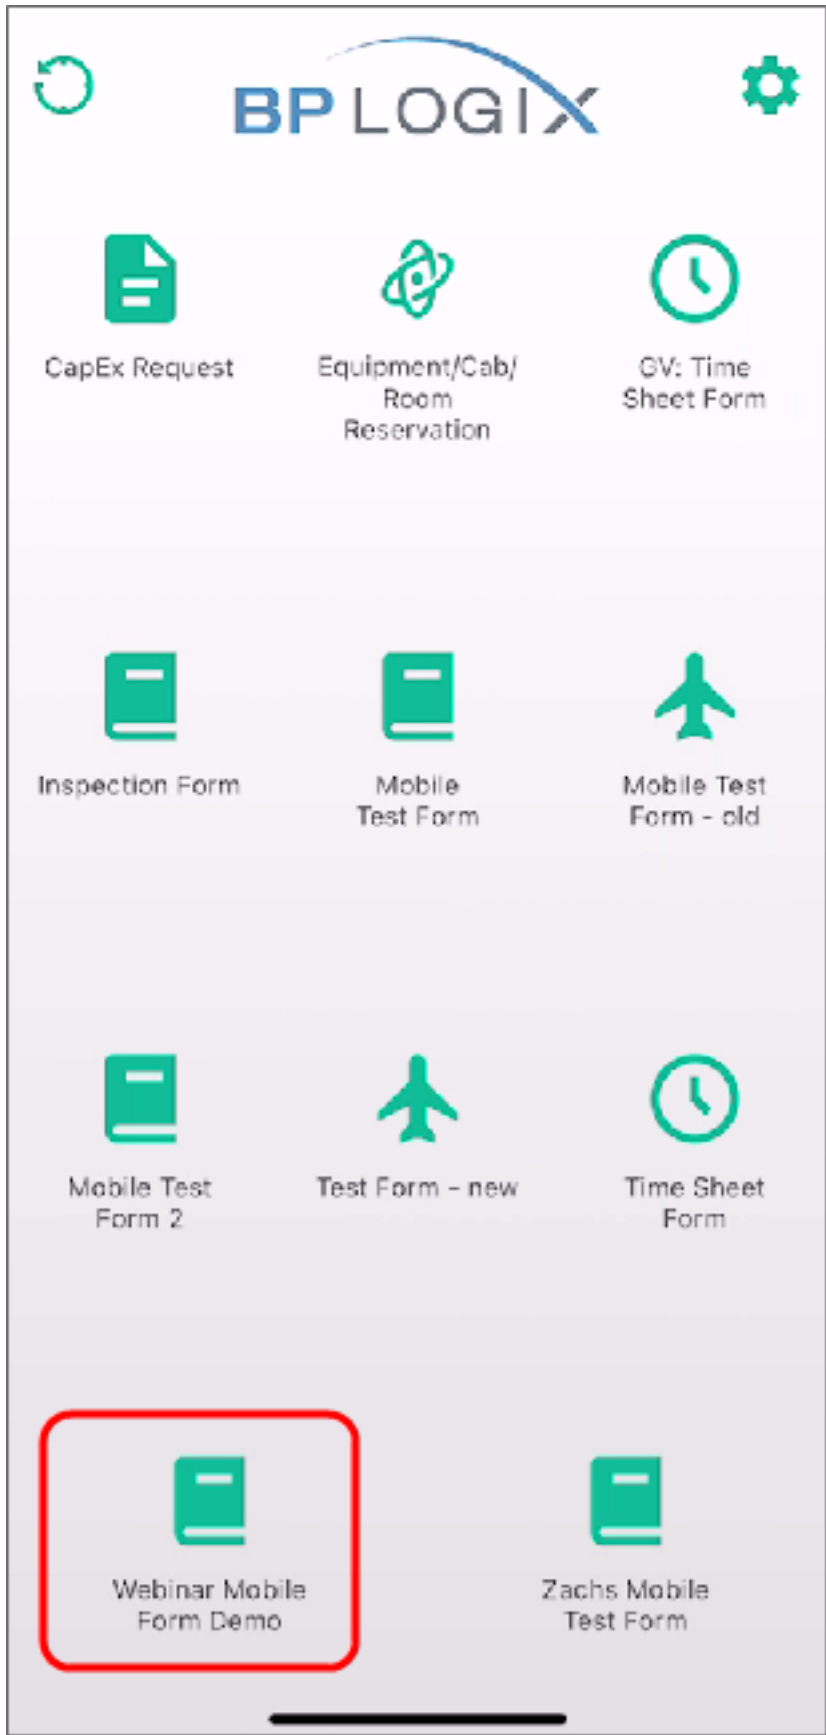 BP LOGIX
CapEx Request
Equipment/Cab/
Room
Reservation
GV: Time
Sheet Form
Inspection Form
Mobile
Test Form
Mobile Test
Form - old
Mobile Test
Form 2
Test Form - new
Time Sheet
Form
Webinar Mobile
Form Demo
Zachs Mobile
Test Form